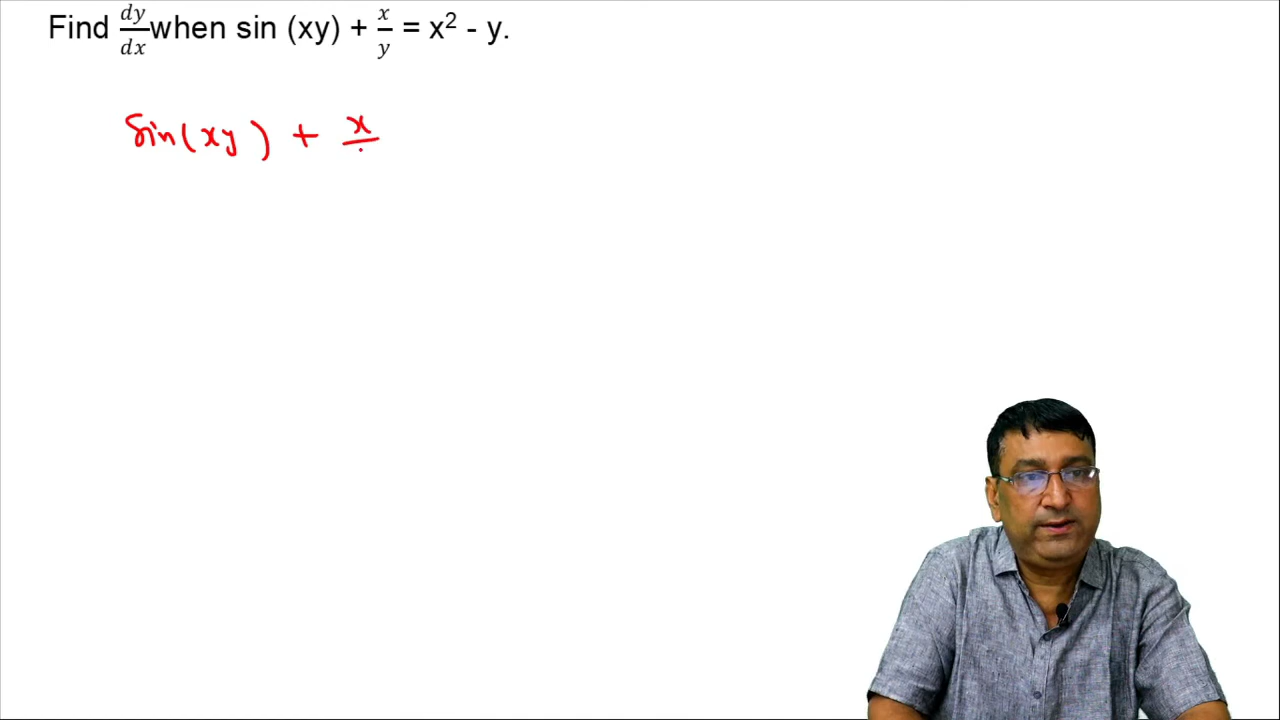 Find dy/dx when sin (xy) + x/y = x² - y.
sin(xy) + x